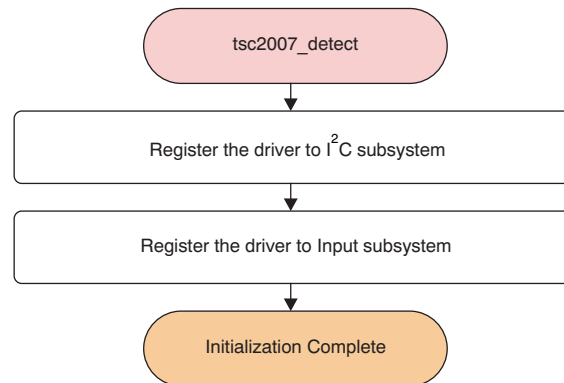 tsc2007_detect
Register the driver to I²C subsystem
Register the driver to Input subsystem
Initialization Complete